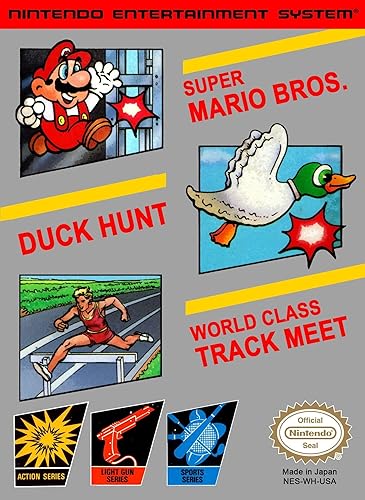 NINTENDO ENTERTAINMENT SYSTEM®
SUPER
MARIO BROS.
DUCK HUNT
WORLD CLASS
TRACK MEET
ACTION SERIES
LIGHT GUN
SERIES
SPORTS
SERIES
Official
Nintendo
Seal
Made in Japan
NES-WH-USA